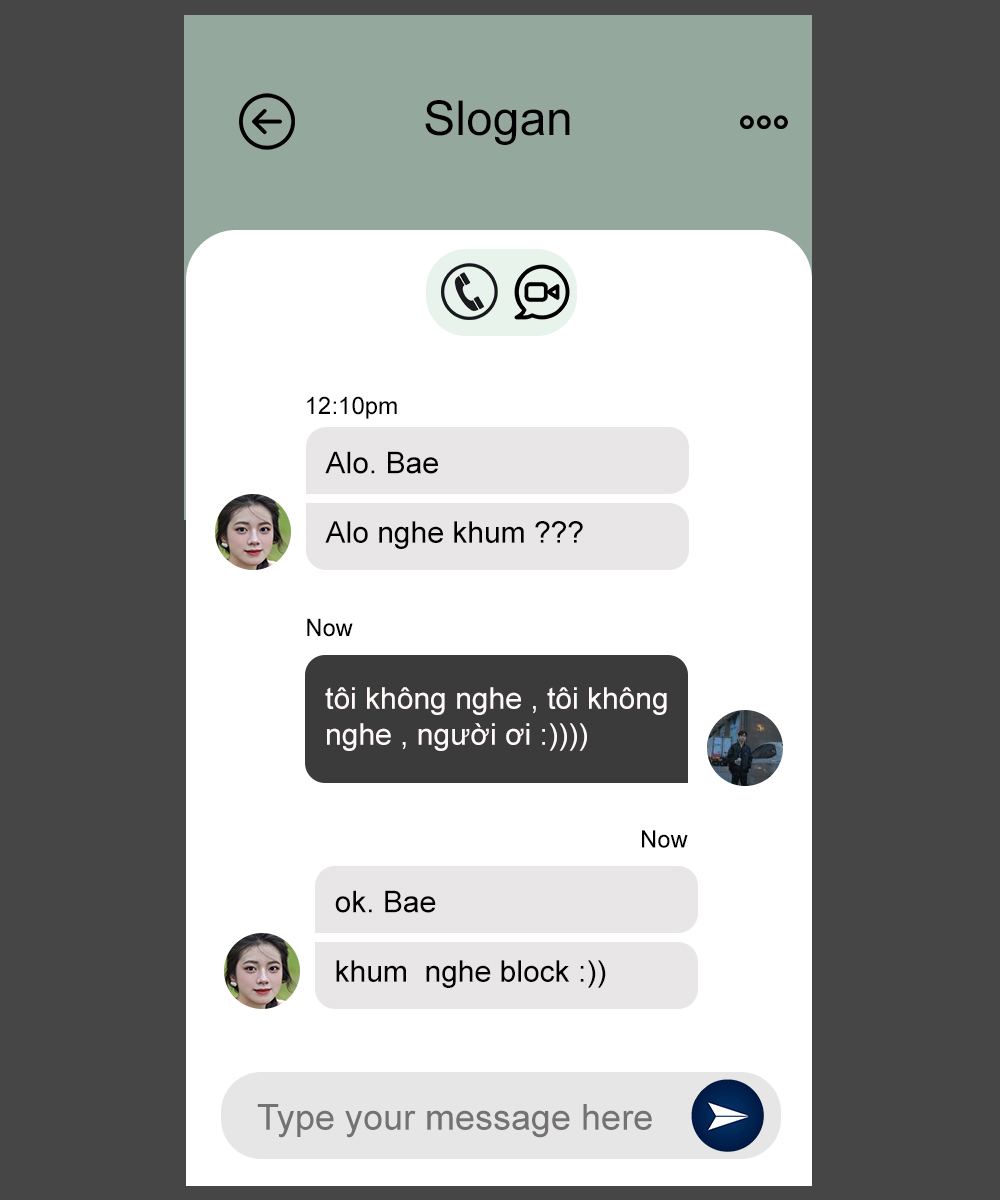 Slogan
12:10pm
Alo. Bae
Alo nghe khum ???
Now
tôi không nghe , tôi không
nghe , người ơi :))))
Now
ok. Bae
khum  nghe block :))
Type your message here